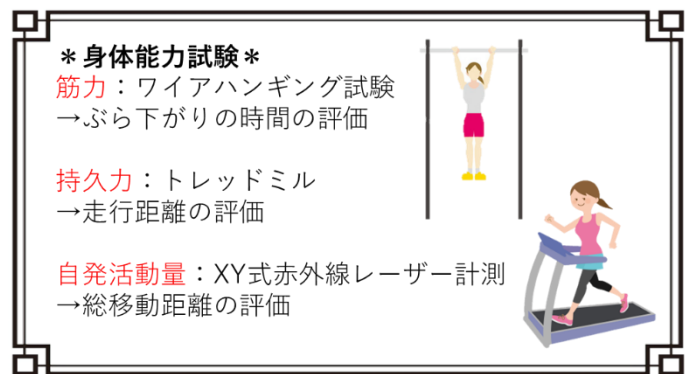 ＊身体能力試験＊
筋力：ワイアハンギング試験
→ぶら下がりの時間の評価
持久力：トレッドミル
→走行距離の評価
自発活動量：XY式赤外線レーザー計測
→総移動距離の評価